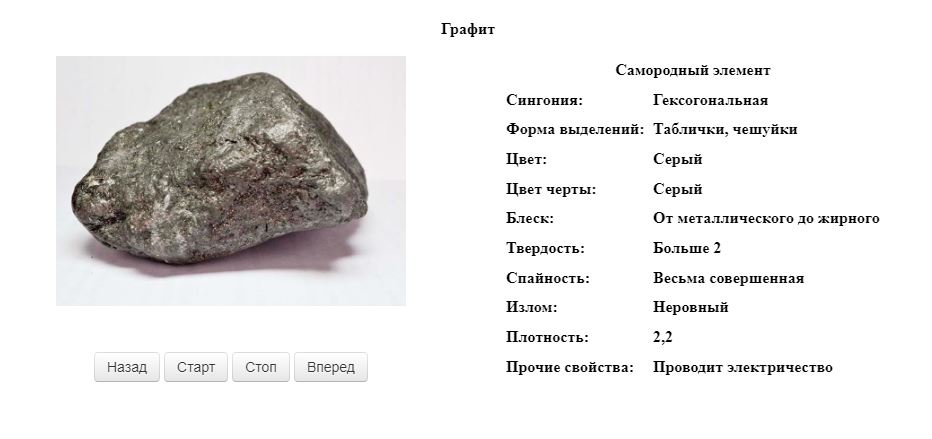 Графит
Самородный элемент
Сингония: Гексогональная
Форма выделений: Таблички, чешуйки
Цвет: Серый
Цвет черты: Серый
Блеск: От металлического до жирного
Твердость: Больше 2
Спайность: Весьма совершенная
Излом: Неровный
Плотность: 2,2
Прочие свойства: Проводит электричество
Назад Старт Стоп Вперед